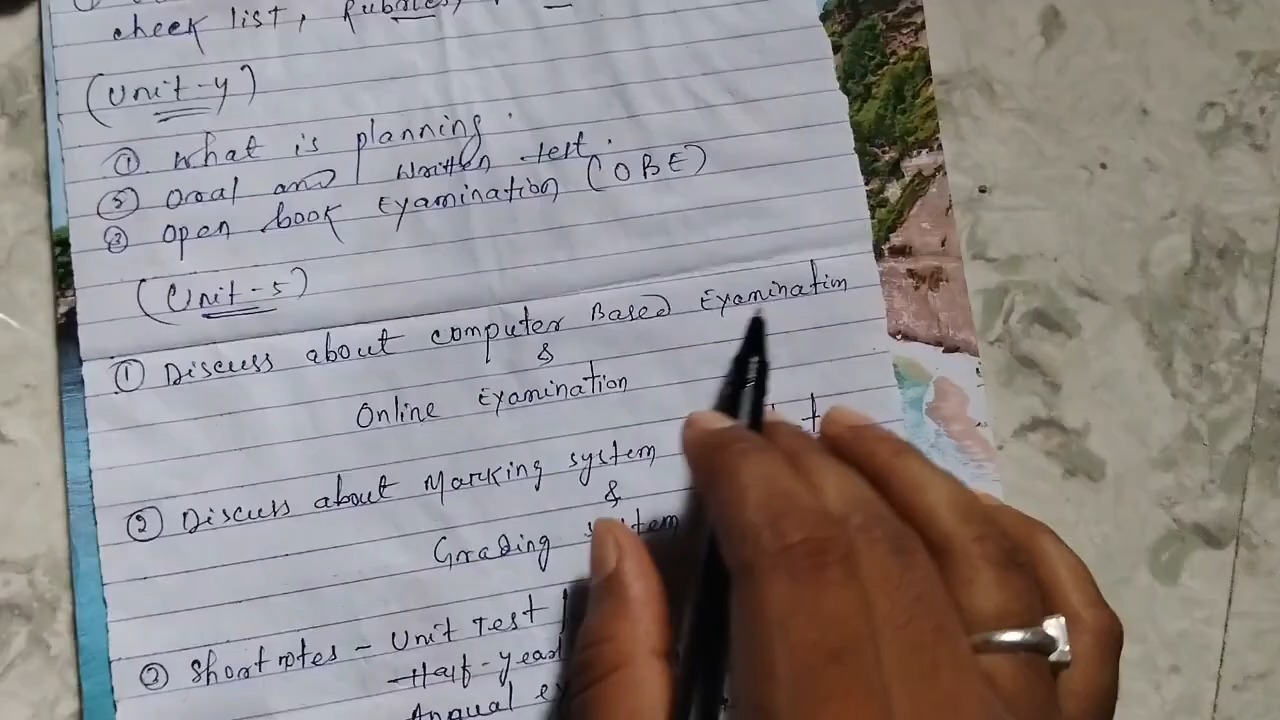 check list, Rubrics,
(Unit-4)
① What is planning.
② Oral and written test.
③ Open book Examination (OBE)
(Unit-5)
① Discuss about computer Based Examination
&
Online Examination
② Discuss about Marking system
&
Grading system
③ Short notes - Unit Test
Half-year
Annual